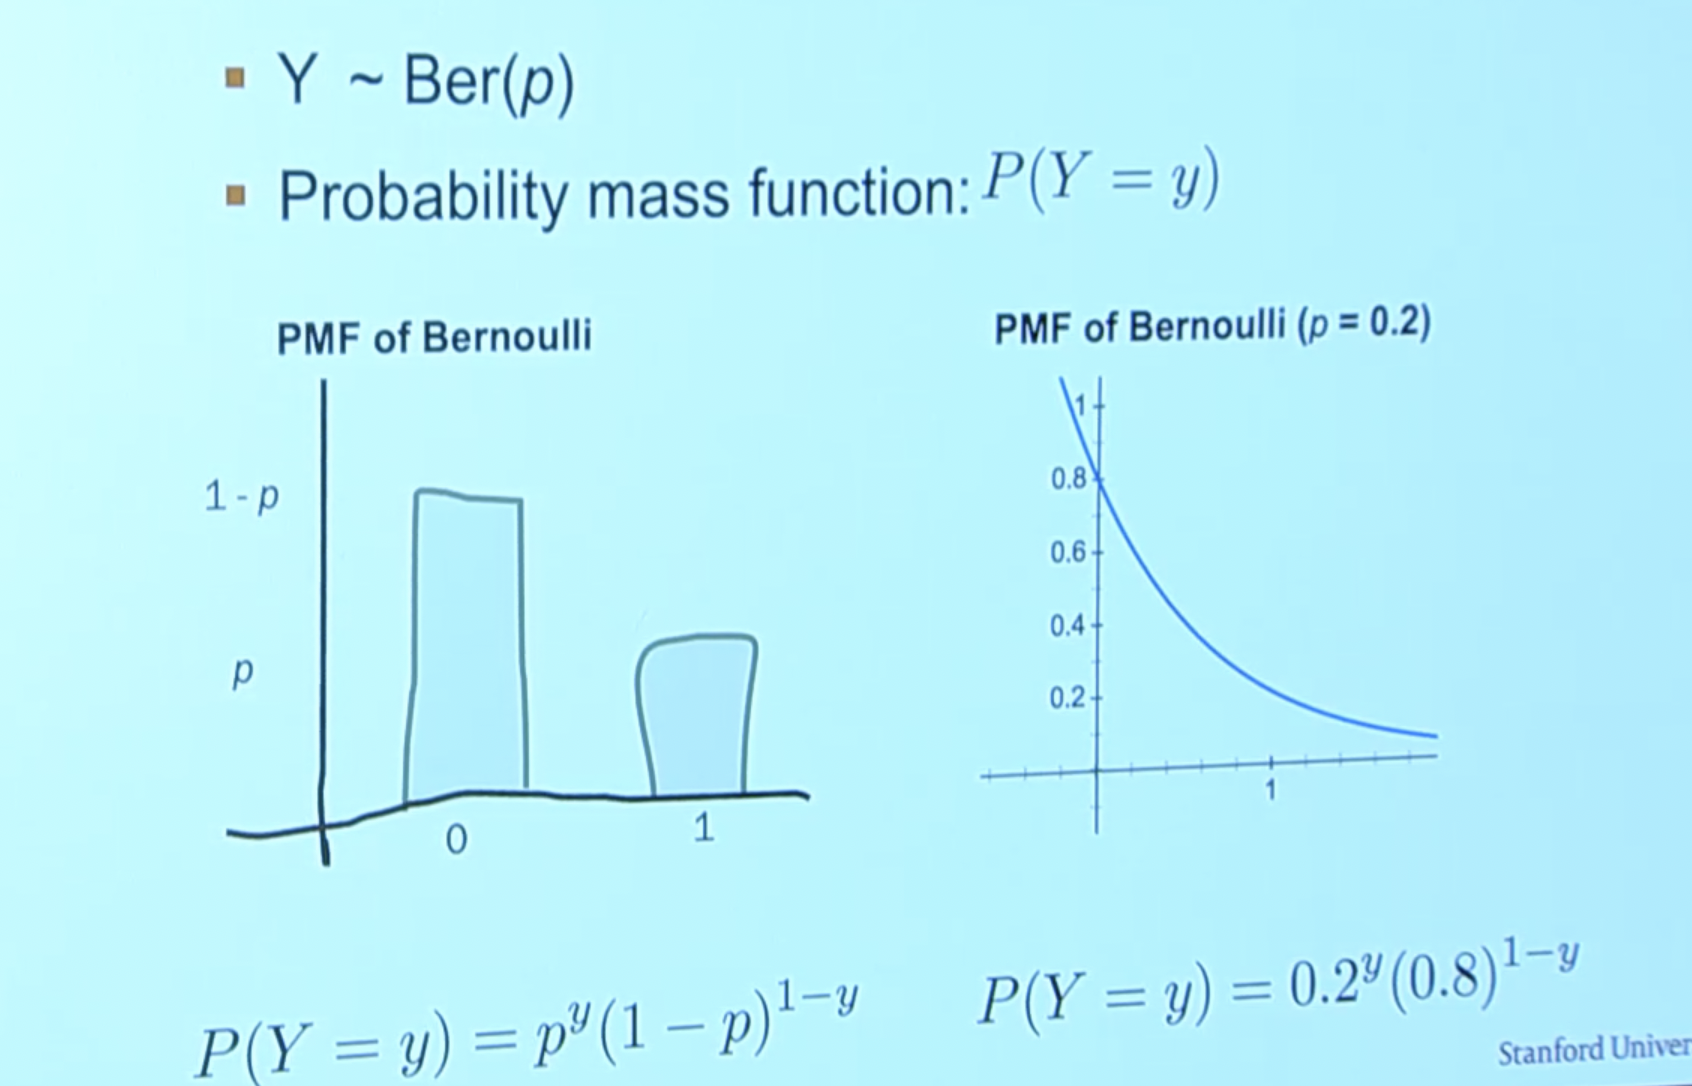 Y ~ Ber(p)
Probability mass function: P(Y = y)
PMF of Bernoulli
1 - p
p
0 1
PMF of Bernoulli (p = 0.2)
1
0.8
0.6
0.4
0.2
1
P(Y = y) = p^y(1 − p)^{1−y}
P(Y = y) = 0.2^y(0.8)^{1−y}
Stanford Univer